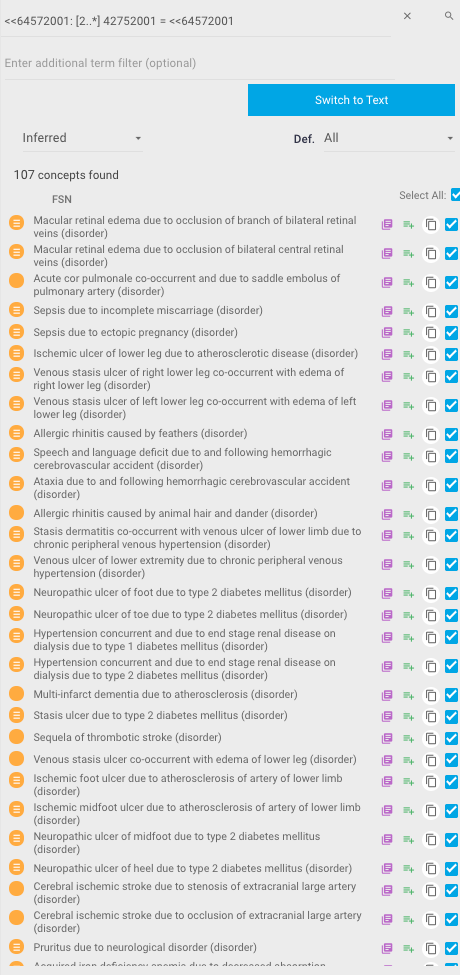 <<64572001: [2..*] 42752001 = <<64572001
Enter additional term filter (optional)
Switch to Text
Inferred
Def. All
107 concepts found
FSN
Select All:
Macular retinal edema due to occlusion of branch of bilateral retinal
veins (disorder)
Macular retinal edema due to occlusion of bilateral central retinal
veins (disorder)
Acute cor pulmonale co-occurrent and due to saddle embolus of
pulmonary artery (disorder)
Sepsis due to incomplete miscarriage (disorder)
Sepsis due to ectopic pregnancy (disorder)
Ischemic ulcer of lower leg due to atherosclerotic disease (disorder)
Venous stasis ulcer of right lower leg co-occurrent with edema of
right lower leg (disorder)
Venous stasis ulcer of left lower leg co-occurrent with edema of left
lower leg (disorder)
Allergic rhinitis caused by feathers (disorder)
Speech and language deficit due to and following hemorrhagic
cerebrovascular accident (disorder)
Ataxia due to and following hemorrhagic cerebrovascular accident
(disorder)
Allergic rhinitis caused by animal hair and dander (disorder)
Stasis dermatitis co-occurrent with venous ulcer of lower limb due to
chronic peripheral venous hypertension (disorder)
Venous ulcer of lower extremity due to chronic peripheral venous
hypertension (disorder)
Neuropathic ulcer of foot due to type 2 diabetes mellitus (disorder)
Neuropathic ulcer of toe due to type 2 diabetes mellitus (disorder)
Hypertension concurrent and due to end stage renal disease on
dialysis due to type 1 diabetes mellitus (disorder)
Hypertension concurrent and due to end stage renal disease on
dialysis due to type 2 diabetes mellitus (disorder)
Multi-infarct dementia due to atherosclerosis (disorder)
Stasis ulcer due to type 2 diabetes mellitus (disorder)
Sequela of thrombotic stroke (disorder)
Venous stasis ulcer co-occurrent with edema of lower leg (disorder)
Ischemic foot ulcer due to atherosclerosis of artery of lower limb
(disorder)
Ischemic midfoot ulcer due to atherosclerosis of artery of lower limb
(disorder)
Neuropathic ulcer of midfoot due to type 2 diabetes mellitus
(disorder)
Neuropathic ulcer of heel due to type 2 diabetes mellitus (disorder)
Cerebral ischemic stroke due to stenosis of extracranial large artery
(disorder)
Cerebral ischemic stroke due to occlusion of extracranial large artery
(disorder)
Pruritus due to neurological disorder (disorder)
Acquired iron deficiency anemia due to decreased absorption